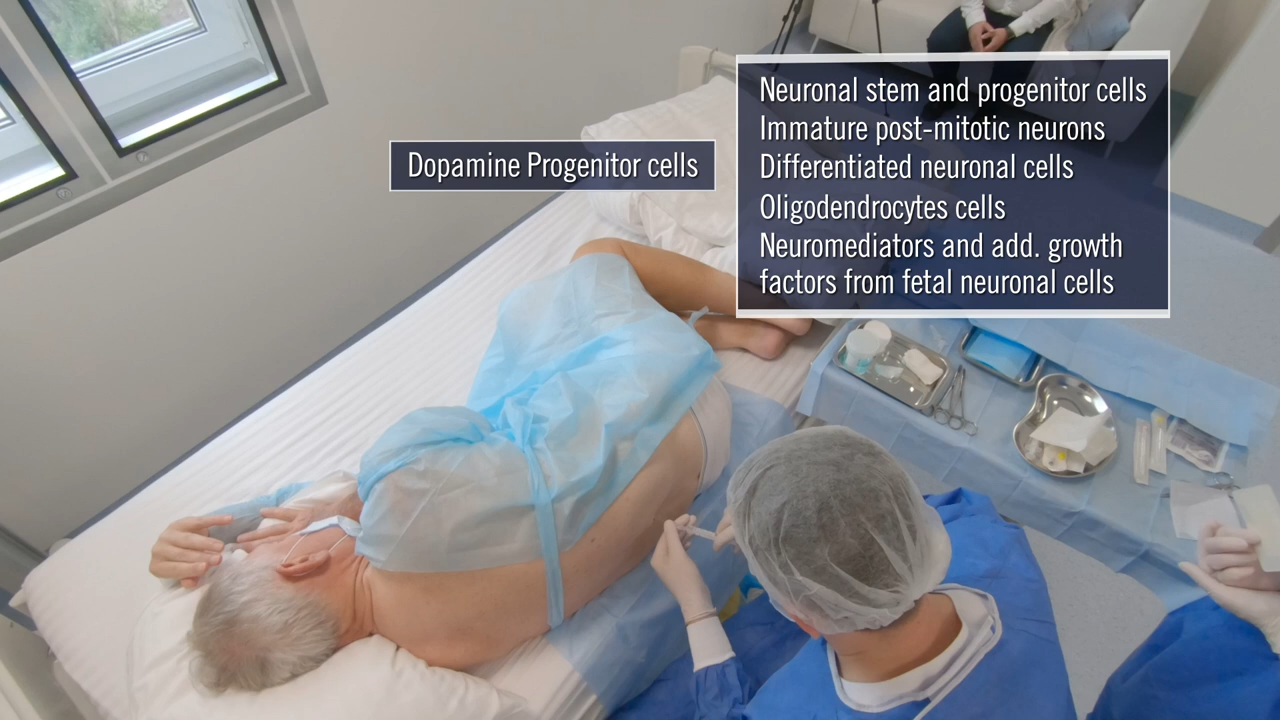 Dopamine Progenitor cells
Neuronal stem and progenitor cells
Immature post-mitotic neurons
Differentiated neuronal cells
Oligodendrocytes cells
Neuromediators and add. growth
factors from fetal neuronal cells